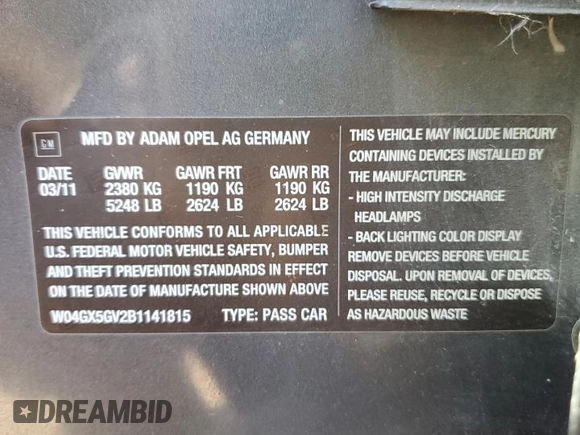 GM
MFD BY ADAM OPEL AG GERMANY
DATE GVWR GAWR FRT GAWR RR
03/11 2380 KG 1190 KG 1190 KG
5248 LB 2624 LB 2624 LB
THIS VEHICLE CONFORMS TO ALL APPLICABLE
U.S. FEDERAL MOTOR VEHICLE SAFETY, BUMPER
AND THEFT PREVENTION STANDARDS IN EFFECT
ON THE DATE OF MANUFACTURE SHOWN ABOVE
W04GX5GV2B1141815 TYPE: PASS CAR
THIS VEHICLE MAY INCLUDE MERCURY
CONTAINING DEVICES INSTALLED BY
THE MANUFACTURER:
- HIGH INTENSITY DISCHARGE
HEADLAMPS
- BACK LIGHTING COLOR DISPLAY
REMOVE DEVICES BEFORE VEHICLE
DISPOSAL. UPON REMOVAL OF DEVICES,
PLEASE REUSE, RECYCLE OR DISPOSE
AS HAZARDOUS WASTE
DREAMBID